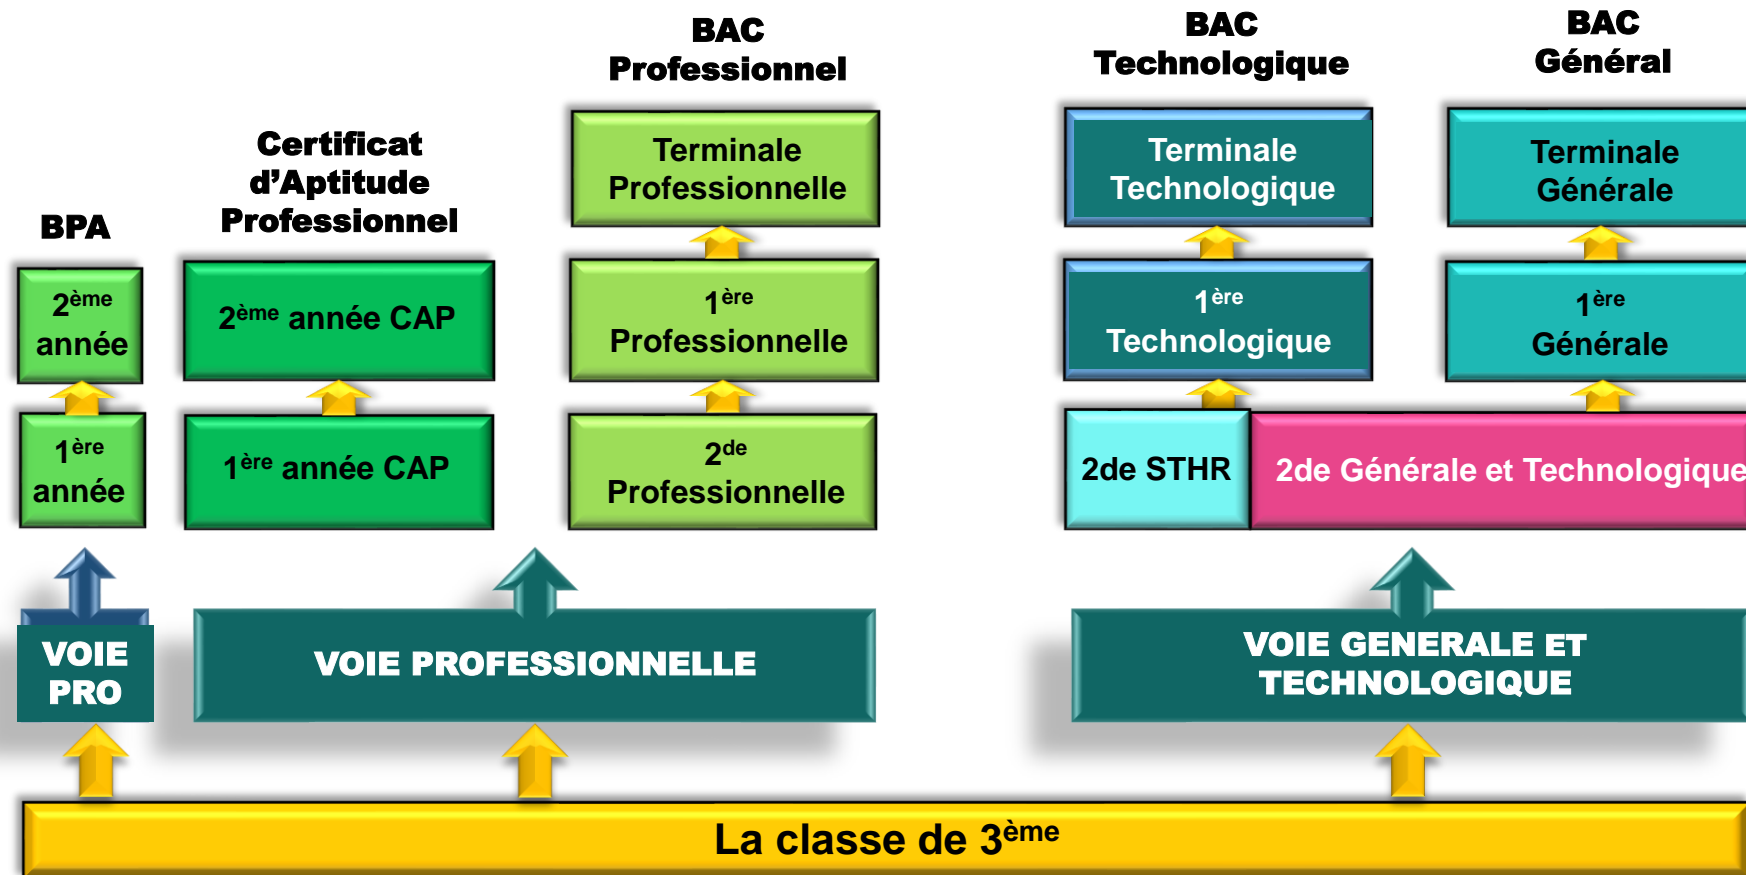 BAC
Professionnel
BAC
Technologique
BAC
Général
Certificat
d’Aptitude
Professionnel
BPA
Terminale
Professionnelle
Terminale
Technologique
Terminale
Générale
2ème
année
2ème année CAP
1ère
Professionnelle
1ère
Technologique
1ère
Générale
1ère
année
1ère année CAP
2de
Professionnelle
2de STHR
2de Générale et Technologique
VOIE
PRO
VOIE PROFESSIONNELLE
VOIE GENERALE ET
TECHNOLOGIQUE
La classe de 3ème